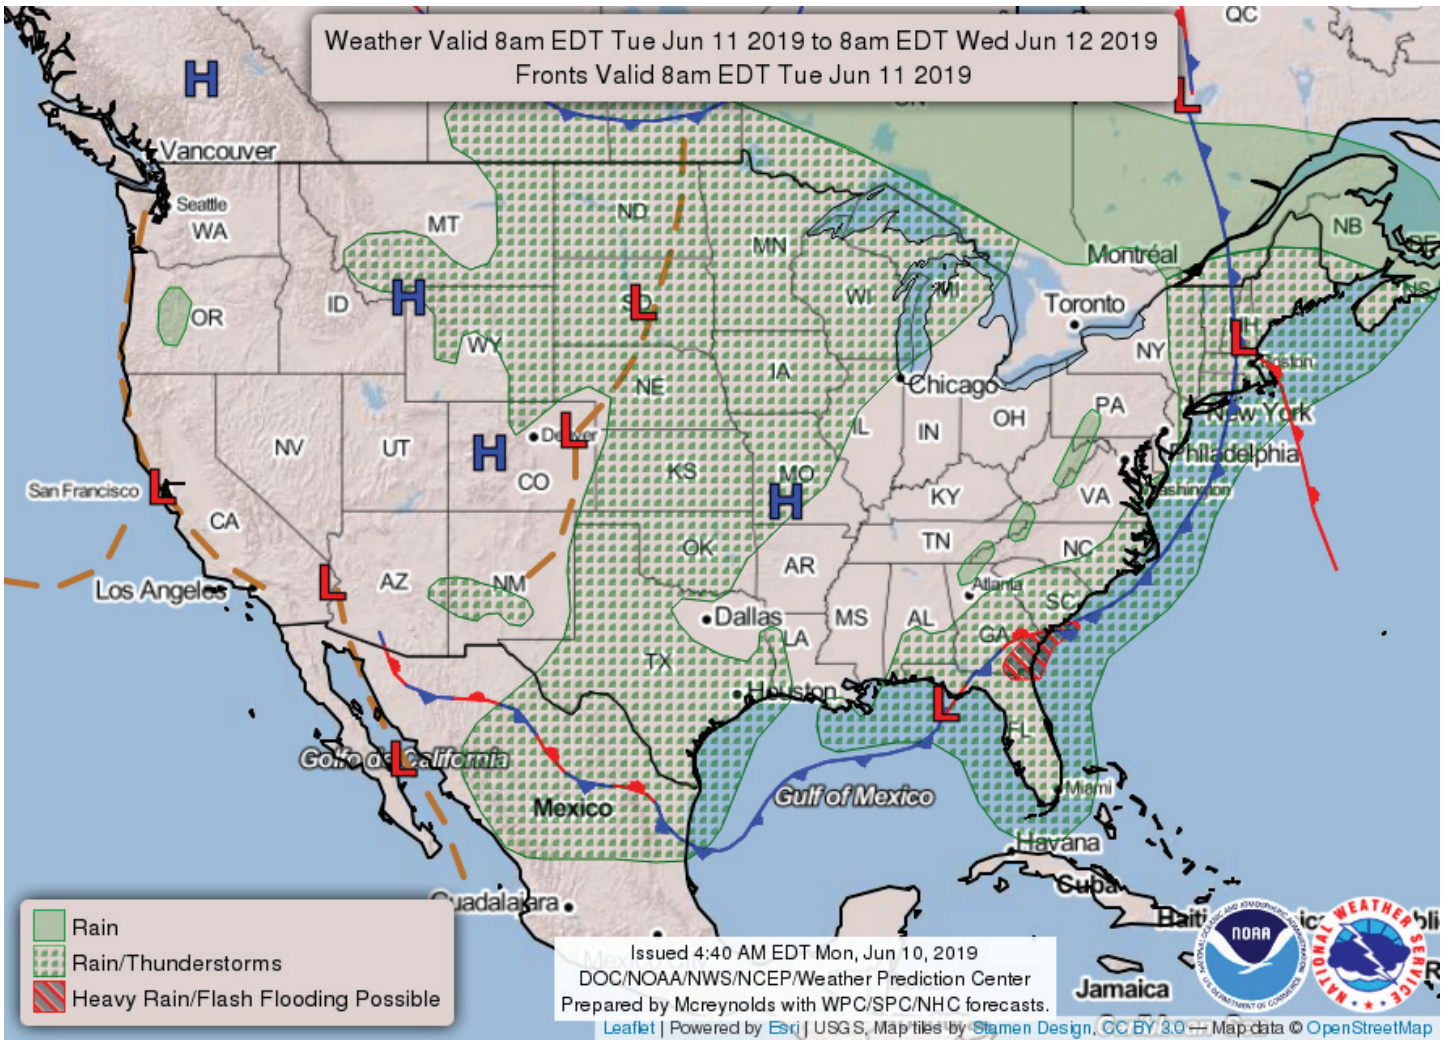 QC
Weather Valid 8am EDT Tue Jun 11 2019 to 8am EDT Wed Jun 12 2019
Fronts Valid 8am EDT Tue Jun 11 2019
H
L
Vancouver
Seattle
WA
MT
ND
MN
NB
Montréal
OR
ID
H
SD
L
WI
MI
Toronto
NS
WY
NY
NH
L
Boston
NE
IA
Chicago
PA
New York
NV
UT
H
Denver
L
CO
KS
MO
H
IL
IN
OH
Philadelphia
Washington
San Francisco
L
CA
KY
VA
OK
TN
NC
Los Angeles
L
AZ
NM
AR
Atlanta
SC
Dallas
LA
MS
AL
GA
TX
Houston
L
FL
Golfo de California
L
Mexico
Gulf of Mexico
Miami
Havana
Cuba
Guadalajara
Haiti
Rain
Rain/Thunderstorms
Heavy Rain/Flash Flooding Possible
Issued 4:40 AM EDT Mon, Jun 10, 2019
DOC/NOAA/NWS/NCEP/Weather Prediction Center
Prepared by Mcreynolds with WPC/SPC/NHC forecasts.
Jamaica
NOAA
NATIONAL WEATHER SERVICE
Leaflet | Powered by Esri | USGS, Map tiles by Stamen Design, CC BY 3.0 — Map data © OpenStreetMap